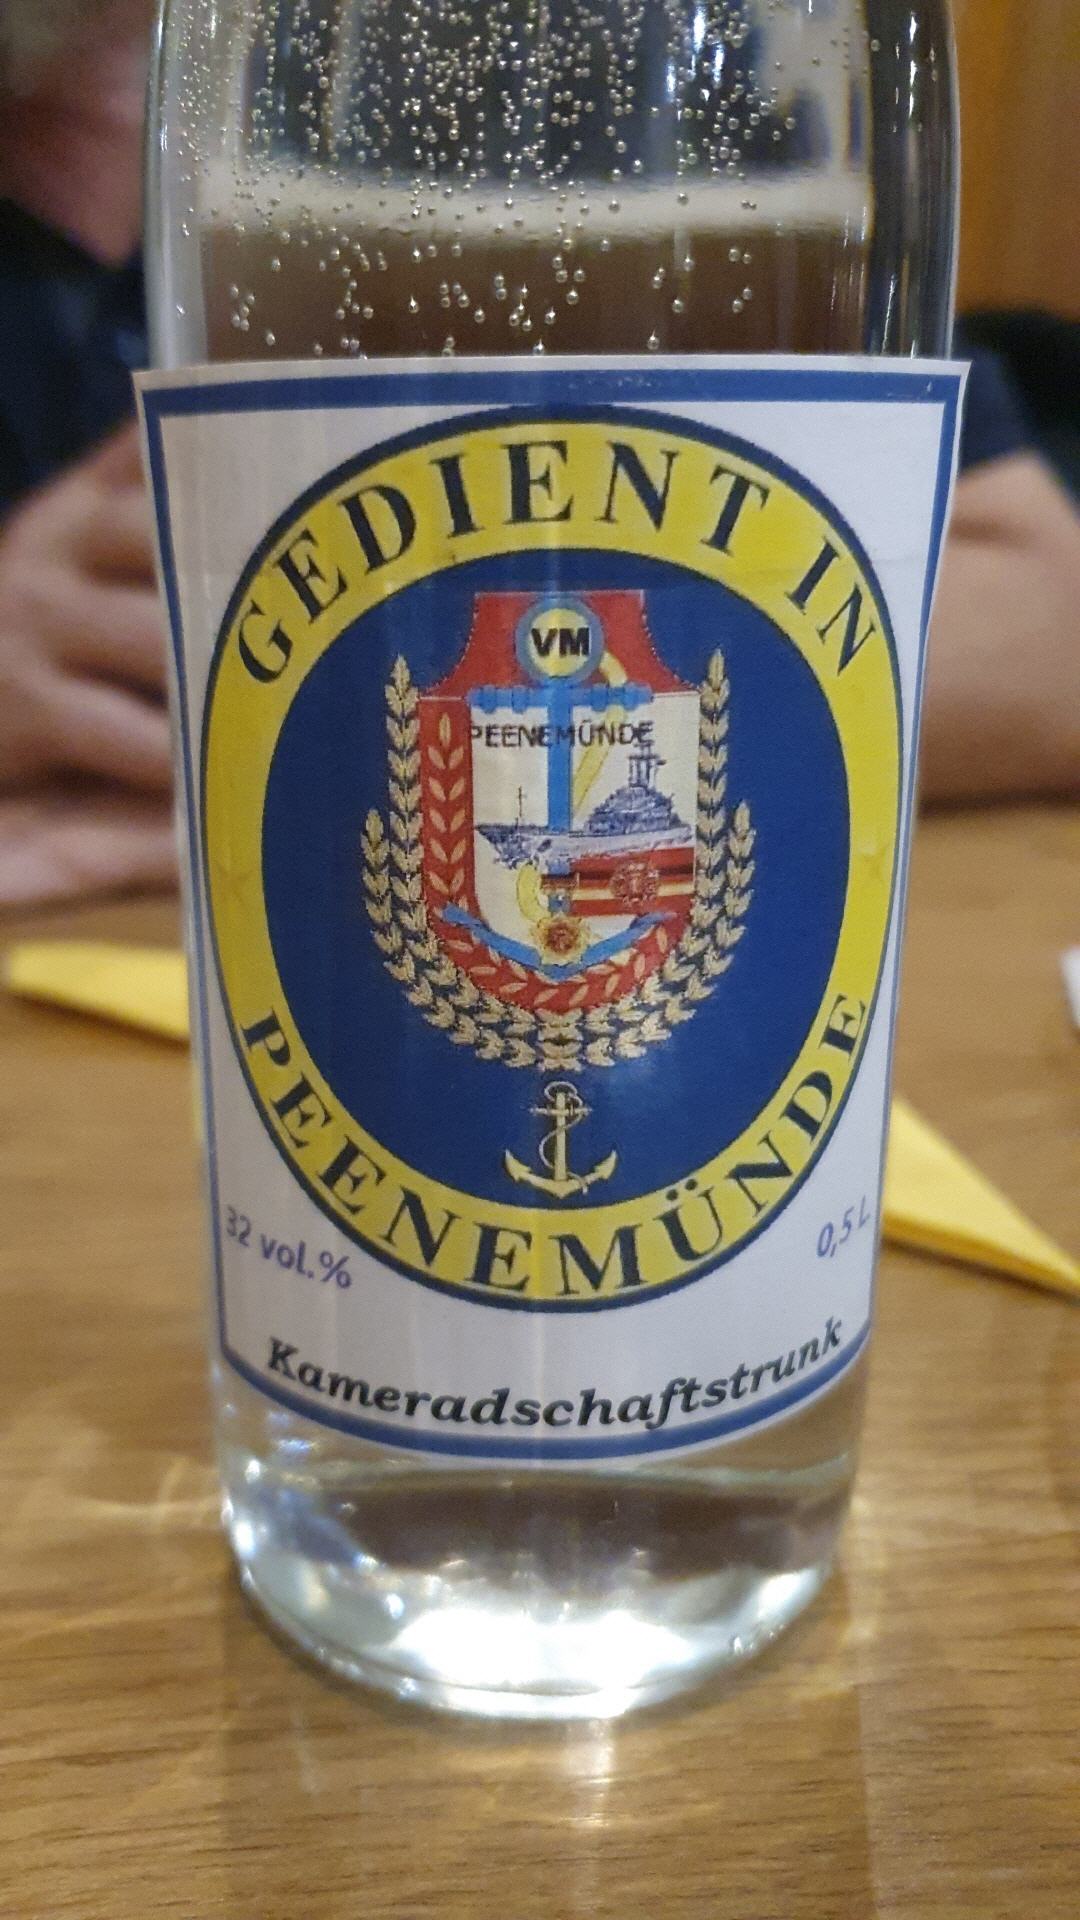 GEDIENT IN
VM
PEENEMÜNDE
PEENEMÜNDE
32 vol.%
0,5 L
Kameradschaftstrunk